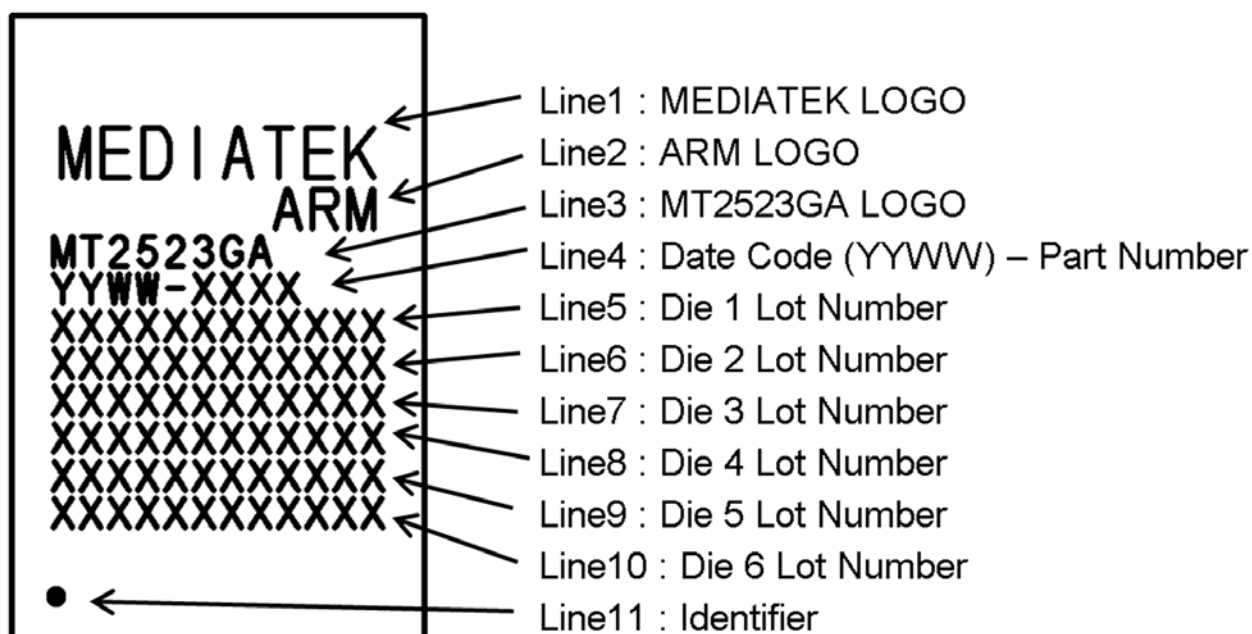 MEDIATEK
ARM
MT2523GA
YYWW-XXXX
XXXXXXXXXXXX
XXXXXXXXXXXX
XXXXXXXXXXXX
XXXXXXXXXXXX
XXXXXXXXXXXX
XXXXXXXXXXXX
Line1 : MEDIATEK LOGO
Line2 : ARM LOGO
Line3 : MT2523GA LOGO
Line4 : Date Code (YYWW) – Part Number
Line5 : Die 1 Lot Number
Line6 : Die 2 Lot Number
Line7 : Die 3 Lot Number
Line8 : Die 4 Lot Number
Line9 : Die 5 Lot Number
Line10 : Die 6 Lot Number
Line11 : Identifier